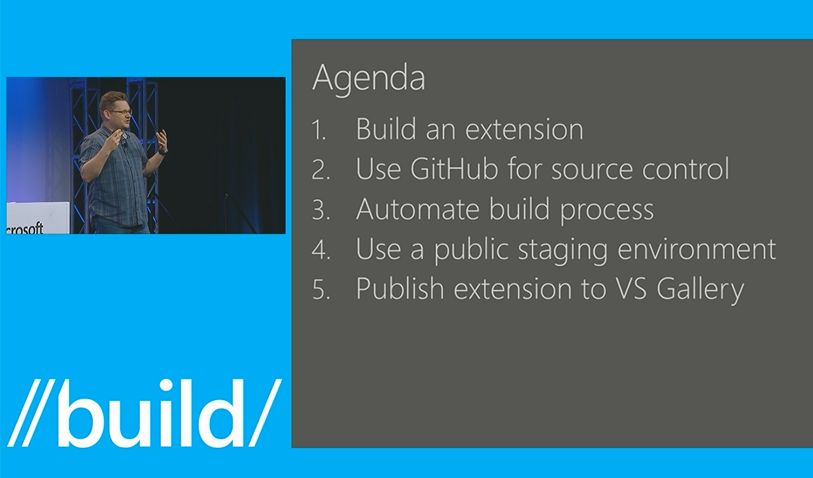 Agenda
1. Build an extension
2. Use GitHub for source control
3. Automate build process
4. Use a public staging environment
5. Publish extension to VS Gallery
crosoft
//build/